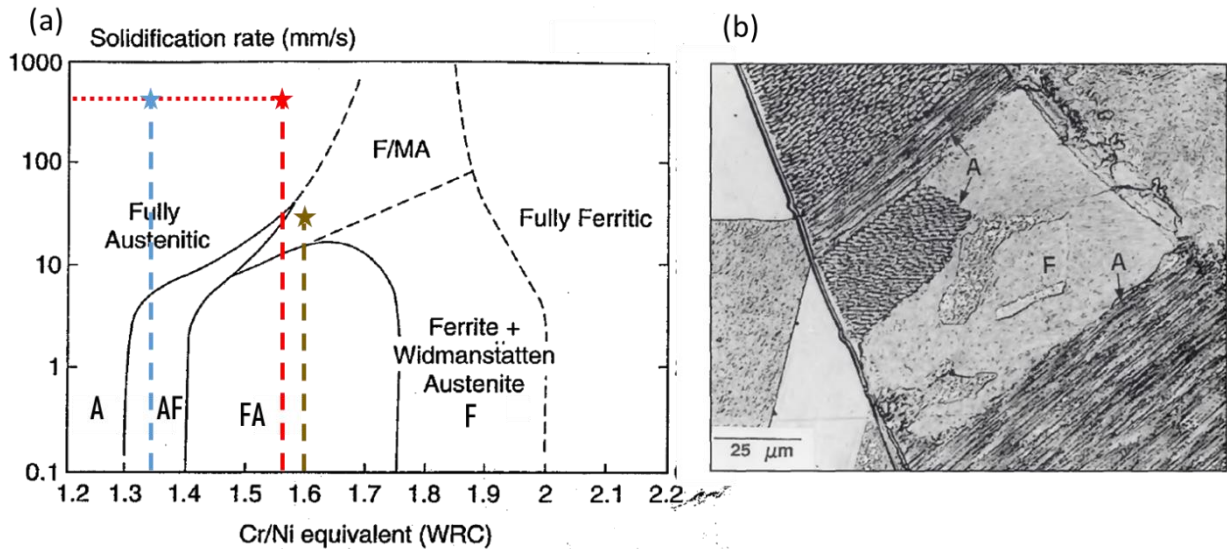 (a)
Solidification rate (mm/s)
1000
100
10
1
0.1
F/MA
Fully
Austenitic
Fully Ferritic
Ferrite +
Widmanstatten
Austenite
A
AF
FA
F
1.2 1.3 1.4 1.5 1.6 1.7 1.8 1.9 2 2.1 2.2
Cr/Ni equivalent (WRC)
(b)
A
F
A
25 μm